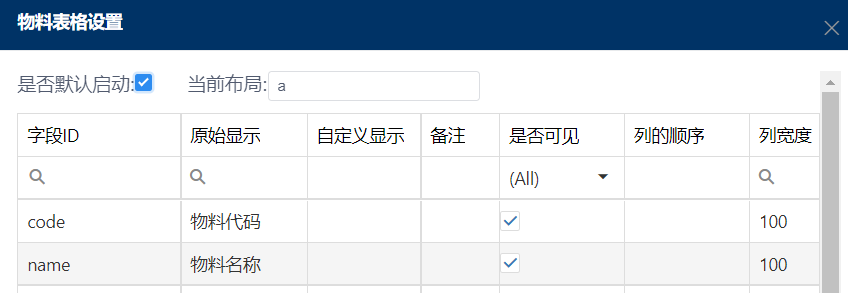 物料表格设置
是否默认启动: 当前布局: a
字段ID 原始显示 自定义显示 备注 是否可见 列的顺序 列宽度
(All)
code 物料代码 100
name 物料名称 100